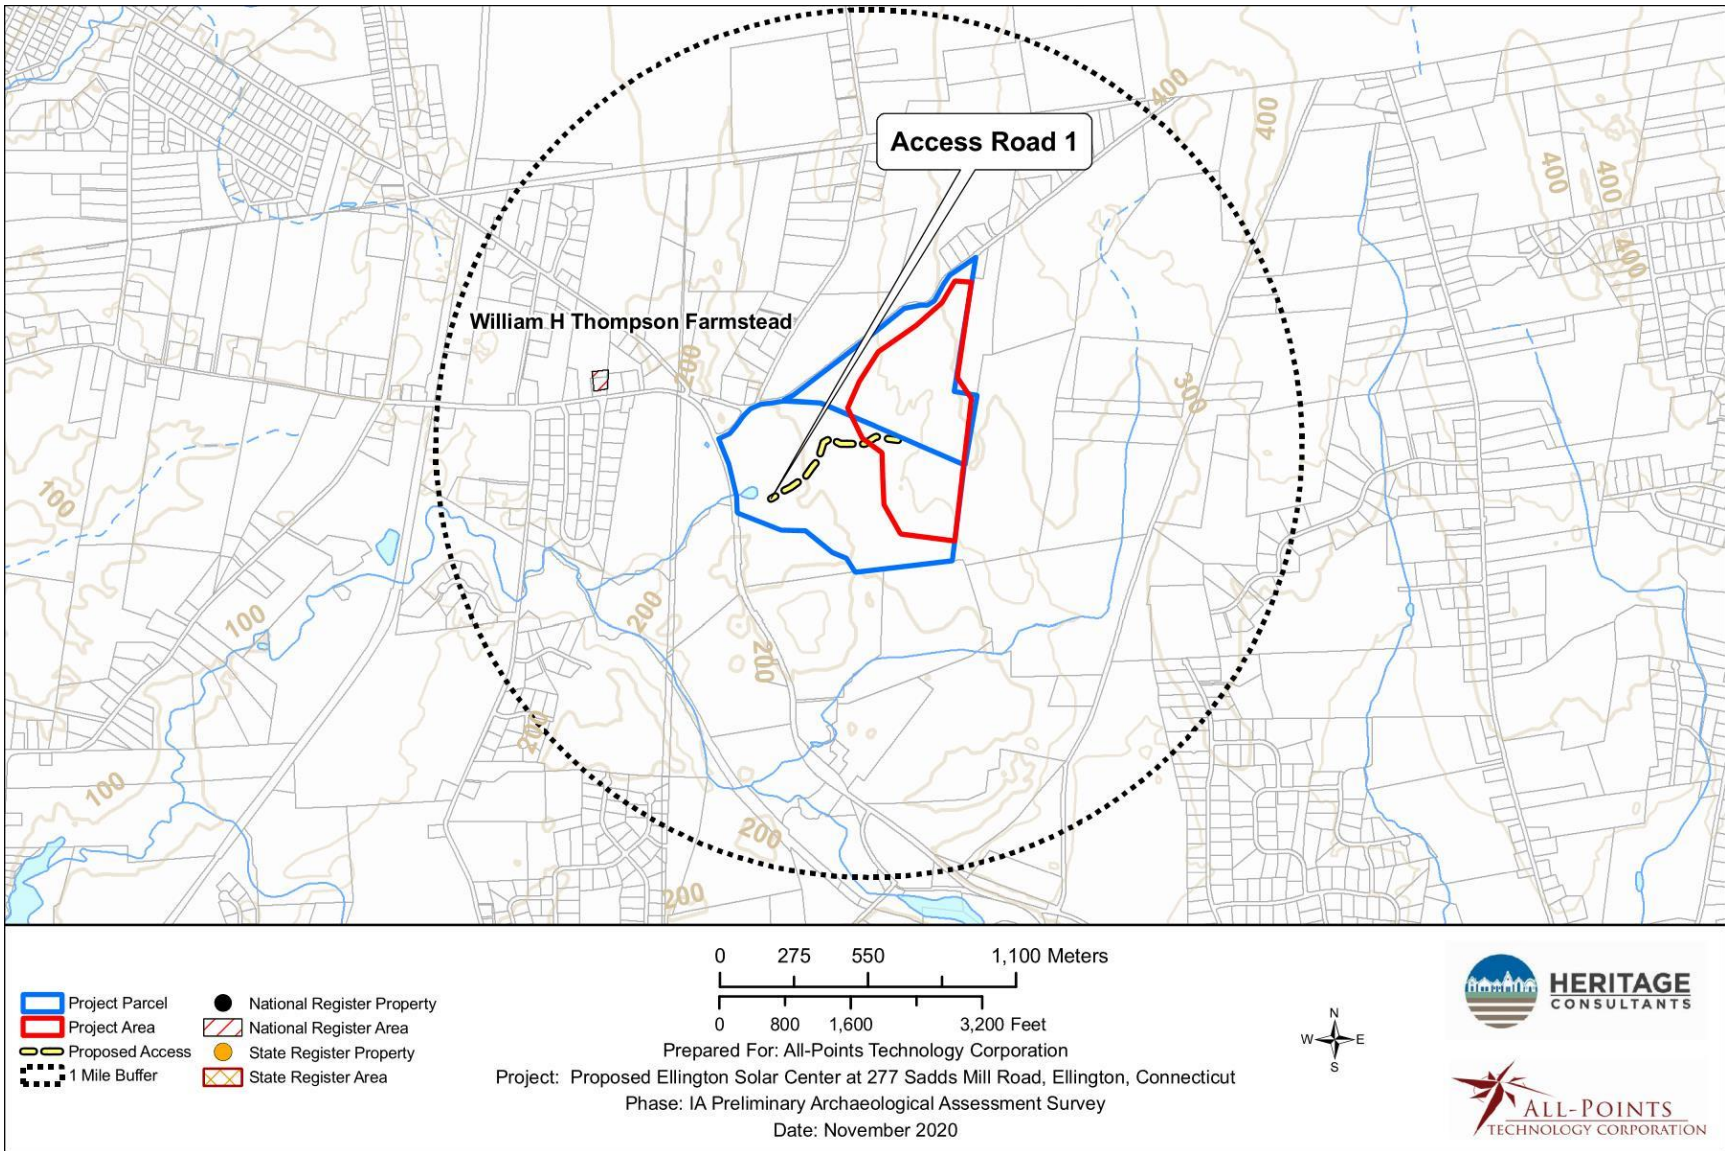 400
400
Access Road 1
400
400
400
William H Thompson Farmstead
200
300
100
100
200
200
200
100
200
200
0 275 550 1,100 Meters
0 800 1,600 3,200 Feet
Project Parcel
Project Area
Proposed Access
1 Mile Buffer
National Register Property
National Register Area
State Register Property
State Register Area
Prepared For: All-Points Technology Corporation
Project: Proposed Ellington Solar Center at 277 Sadds Mill Road, Ellington, Connecticut
Phase: IA Preliminary Archaeological Assessment Survey
Date: November 2020
N
W E
S
HERITAGE
CONSULTANTS
ALL-POINTS
TECHNOLOGY CORPORATION